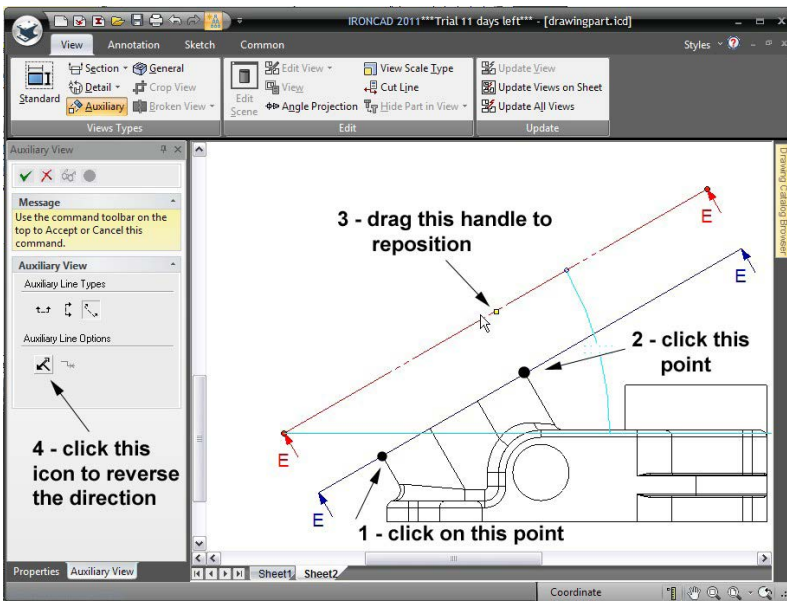 IRONCAD 2011***Trial 11 days left*** - [drawingpart.icd]
View Annotation Sketch Common
Styles
Standard
Section
General
Detail
Crop View
Auxiliary
Broken View
Views Types
Edit Scene
Edit View
View Scale Type
View
Cut Line
Angle Projection
Hide Part in View
Edit
Update View
Update Views on Sheet
Update All Views
Update
Auxiliary View
Message
Use the command toolbar on the
top to Accept or Cancel this
command.
Auxiliary View
Auxiliary Line Types
Auxiliary Line Options
4 - click this
icon to reverse
the direction
Properties Auxiliary View
3 - drag this handle to
reposition
E
E
2 - click this
point
E
E
1 - click on this point
Sheet1 Sheet2
Drawing Catalog Browser
Coordinate